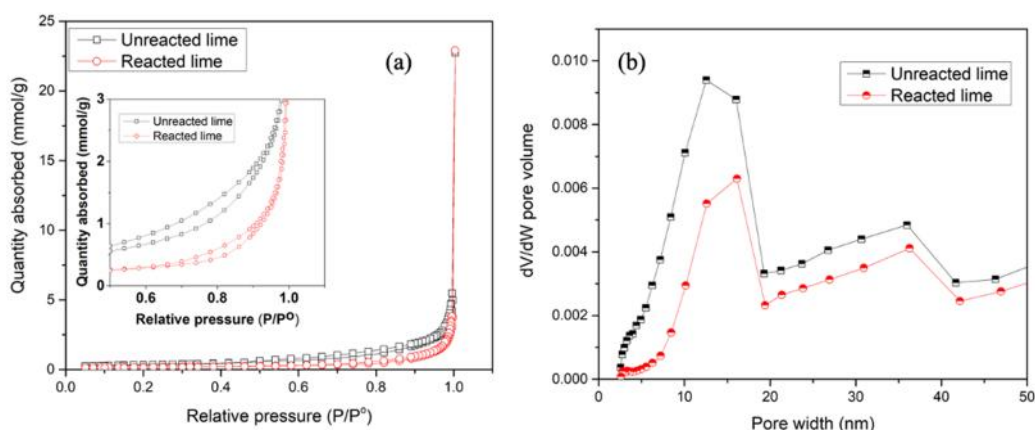 Unreacted lime
Reacted lime
(a)
25
20
15
10
5
0
Quantity absorbed (mmol/g)
0.0 0.2 0.4 0.6 0.8 1.0
Relative pressure (P/P⁰)
Unreacted lime
Reacted lime
3
2
1
0
Quantity absorbed (mmol/g)
0.6 0.8 1.0
Relative pressure (P/P⁰)
(b)
Unreacted lime
Reacted lime
0.010
0.008
0.006
0.004
0.002
0.000
dV/dW pore volume
0 10 20 30 40 50
Pore width (nm)